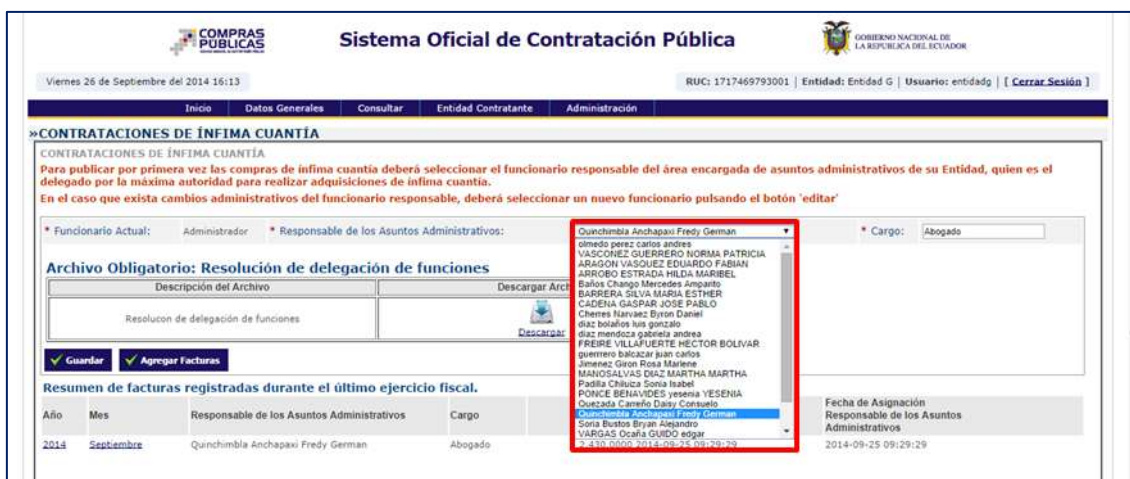 COMPRAS
PÚBLICAS
Sistema Oficial de Contratación Pública
GOBIERNO NACIONAL DE
LA REPUBLICA DEL ECUADOR
Viernes 26 de Septiembre del 2014 16:13
RUC: 1717469793001 | Entidad: Entidad G | Usuario: entidadg | [ Cerrar Sesión ]
Inicio Datos Generales Consultar Entidad Contratante Administración
»CONTRATACIONES DE ÍNFIMA CUANTÍA
CONTRATACIONES DE ÍNFIMA CUANTÍA
Para publicar por primera vez las compras de ínfima cuantía deberá seleccionar el funcionario responsable del área encargada de asuntos administrativos de su Entidad, quien es el
delegado por la máxima autoridad para realizar adquisiciones de ínfima cuantía.
En el caso que exista cambios administrativos del funcionario responsable, deberá seleccionar un nuevo funcionario pulsando el botón 'editar'
* Funcionario Actual: Administrador * Responsable de los Asuntos Administrativos: Quinchimbla Anchapaxi Fredy German * Cargo: Abogado
olmedo perez carlos andres
VASCONEZ GUERRERO NORMA PATRICIA
ARAGON VASQUEZ EDUARDO FABIAN
ARROBO ESTRADA HILDA MARIBEL
Baños Chango Mercedes Amparito
BARRERA SILVA MARIA ESTHER
CADENA GASPAR JOSE PABLO
Cherres Narvaez Byron Daniel
diaz bolaños luis gonzalo
diaz mendoza gabriela andrea
FREIRE VILLAFUERTE HECTOR BOLIVAR
guerrrero balcazar juan carlos
Jimenez Giron Rosa Marlene
MANOSALVAS DIAZ MARTHA MARTHA
Padilla Chiluiza Sonia Isabel
PONCE BENAVIDES yesenia YESENIA
Quezada Carreño Daisy Consuelo
Quinchimbla Anchapaxi Fredy German
Soria Bustos Bryan Alejandro
VARGAS Ocaña GUIDO edgar
Archivo Obligatorio: Resolución de delegación de funciones
Descripción del Archivo Descargar Arch
Resolucon de delegación de funciones Descargar
Guardar Agregar Facturas
Resumen de facturas registradas durante el último ejercicio fiscal.
Año Mes Responsable de los Asuntos Administrativos Cargo Fecha de Asignación
Responsable de los Asuntos
Administrativos
2014 Septiembre Quinchimbla Anchapaxi Fredy German Abogado 2,430.0000 2014-09-25 09:29:29 2014-09-25 09:29:29